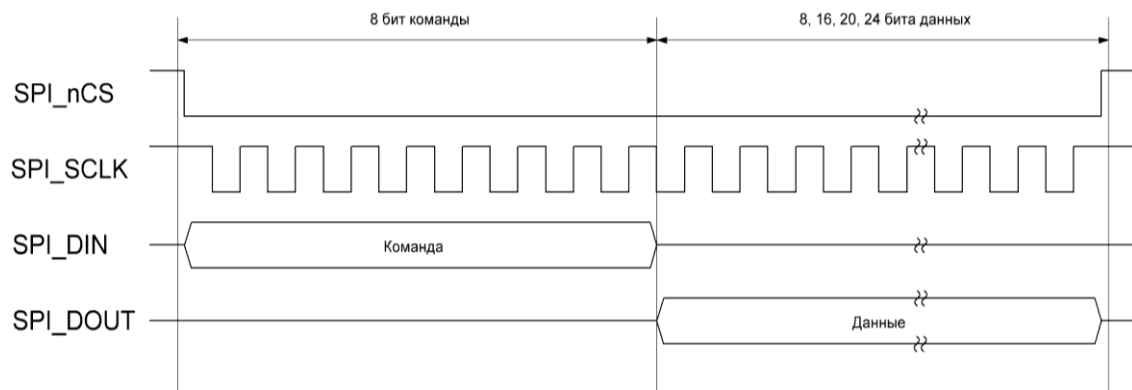 8 бит команды
8, 16, 20, 24 бита данных
SPI_nCS
SPI_SCLK
SPI_DIN
Команда
SPI_DOUT
Данные